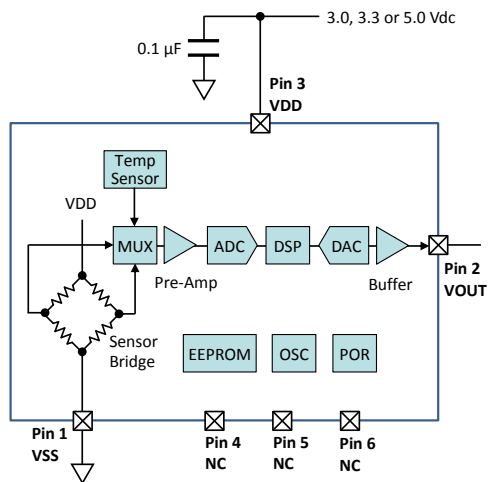 3.0, 3.3 or 5.0 Vdc
0.1 µF
Pin 3
VDD
Temp
Sensor
VDD
MUX
ADC
DSP
DAC
Pre-Amp
Buffer
Pin 2
VOUT
Sensor
Bridge
EEPROM
OSC
POR
Pin 1
VSS
Pin 4
NC
Pin 5
NC
Pin 6
NC